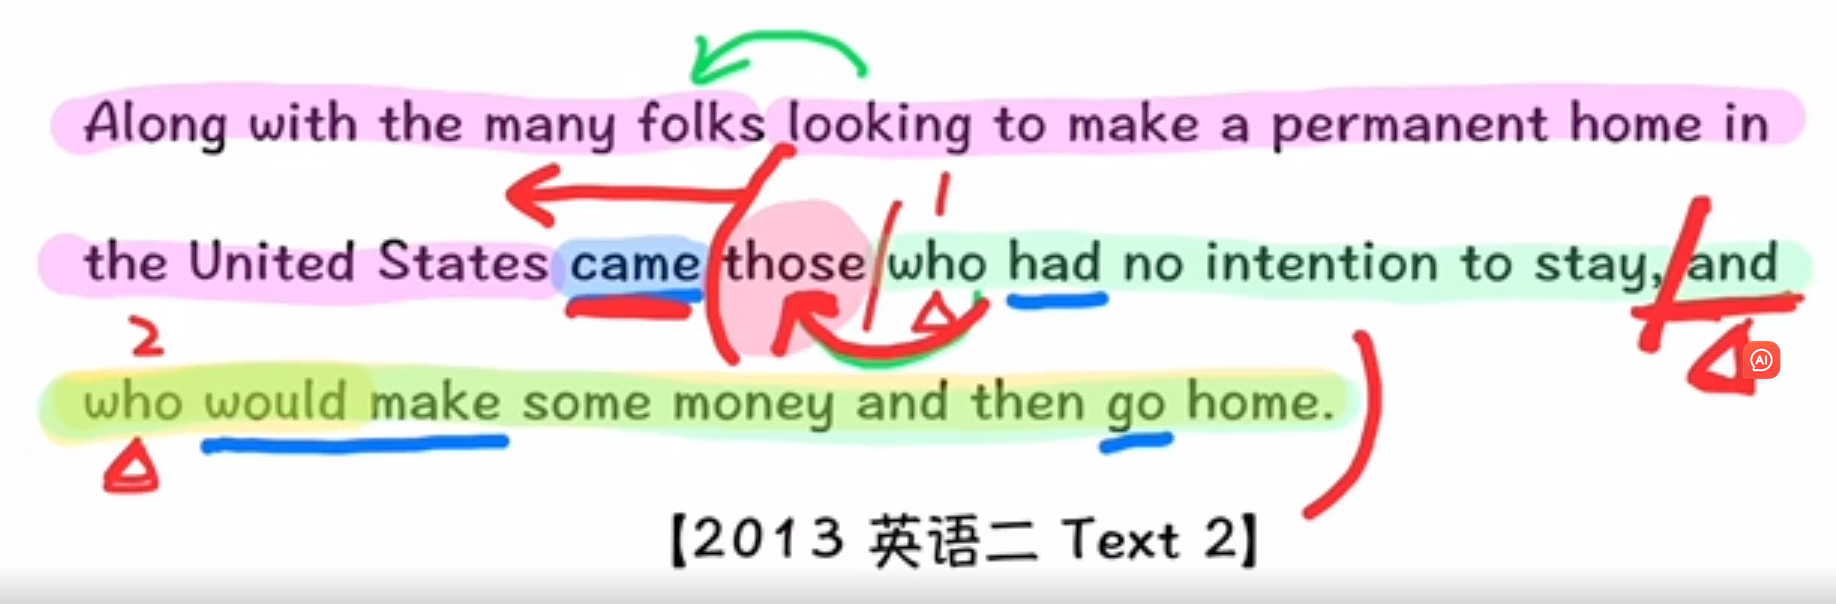 Along with the many folks looking to make a permanent home in
1
the United States came those who had no intention to stay, and
2
AI
who would make some money and then go home.
【2013 英语二 Text 2】